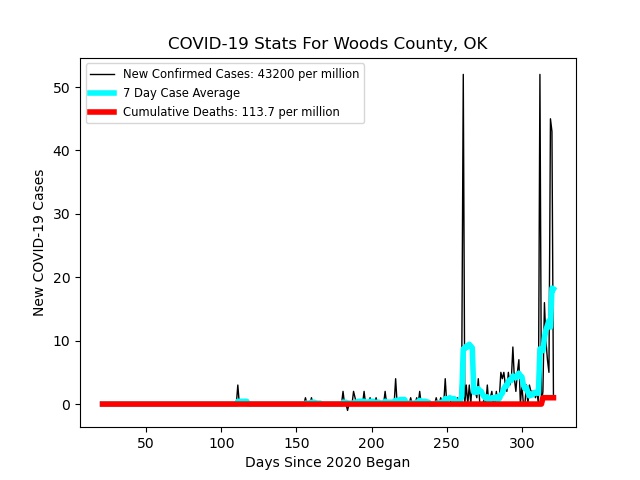 COVID-19 Stats For Woods County, OK
New Confirmed Cases: 43200 per million
7 Day Case Average
Cumulative Deaths: 113.7 per million
New COVID-19 Cases
50
40
30
20
10
0
50 100 150 200 250 300
Days Since 2020 Began